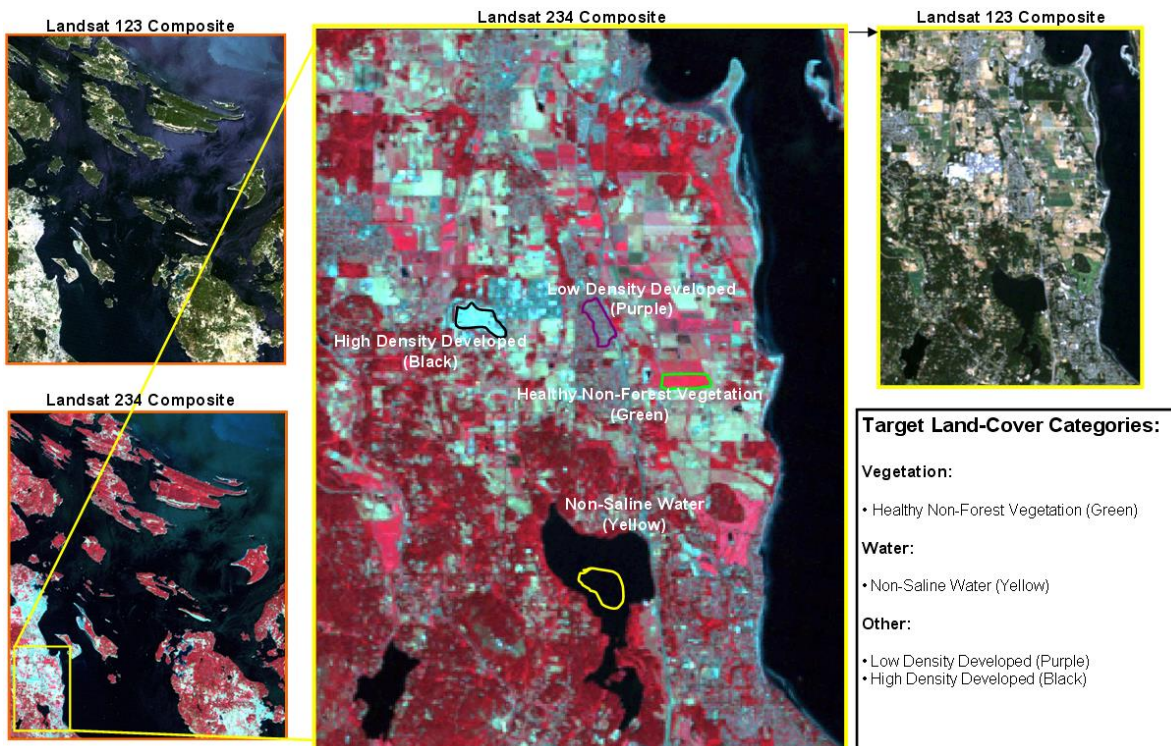 Landsat 123 Composite
Landsat 234 Composite
Landsat 123 Composite
Low Density Developed
(Purple)
High Density Developed
(Black)
Healthy Non-Forest Vegetation
(Green)
Non-Saline Water
(Yellow)
Landsat 234 Composite
Target Land-Cover Categories:
Vegetation:
• Healthy Non-Forest Vegetation (Green)
Water:
• Non-Saline Water (Yellow)
Other:
• Low Density Developed (Purple)
• High Density Developed (Black)